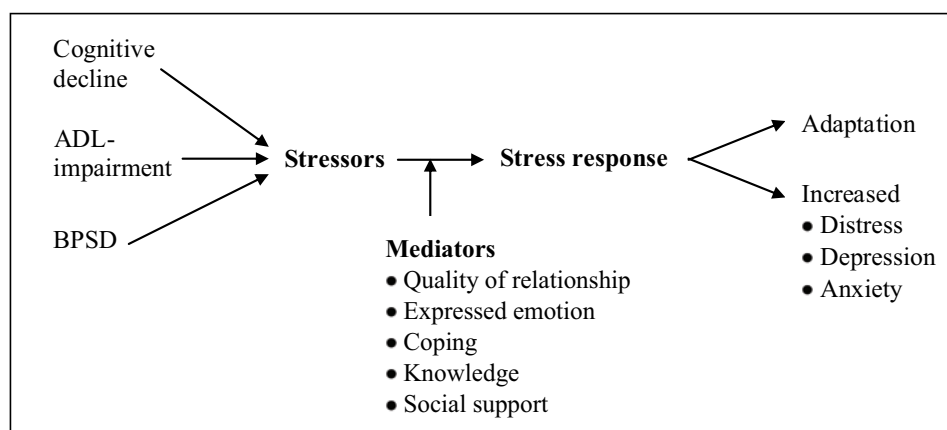 Cognitive
decline
ADL-
impairment
BPSD
Stressors
Stress response
Mediators
● Quality of relationship
● Expressed emotion
● Coping
● Knowledge
● Social support
Adaptation
Increased
● Distress
● Depression
● Anxiety